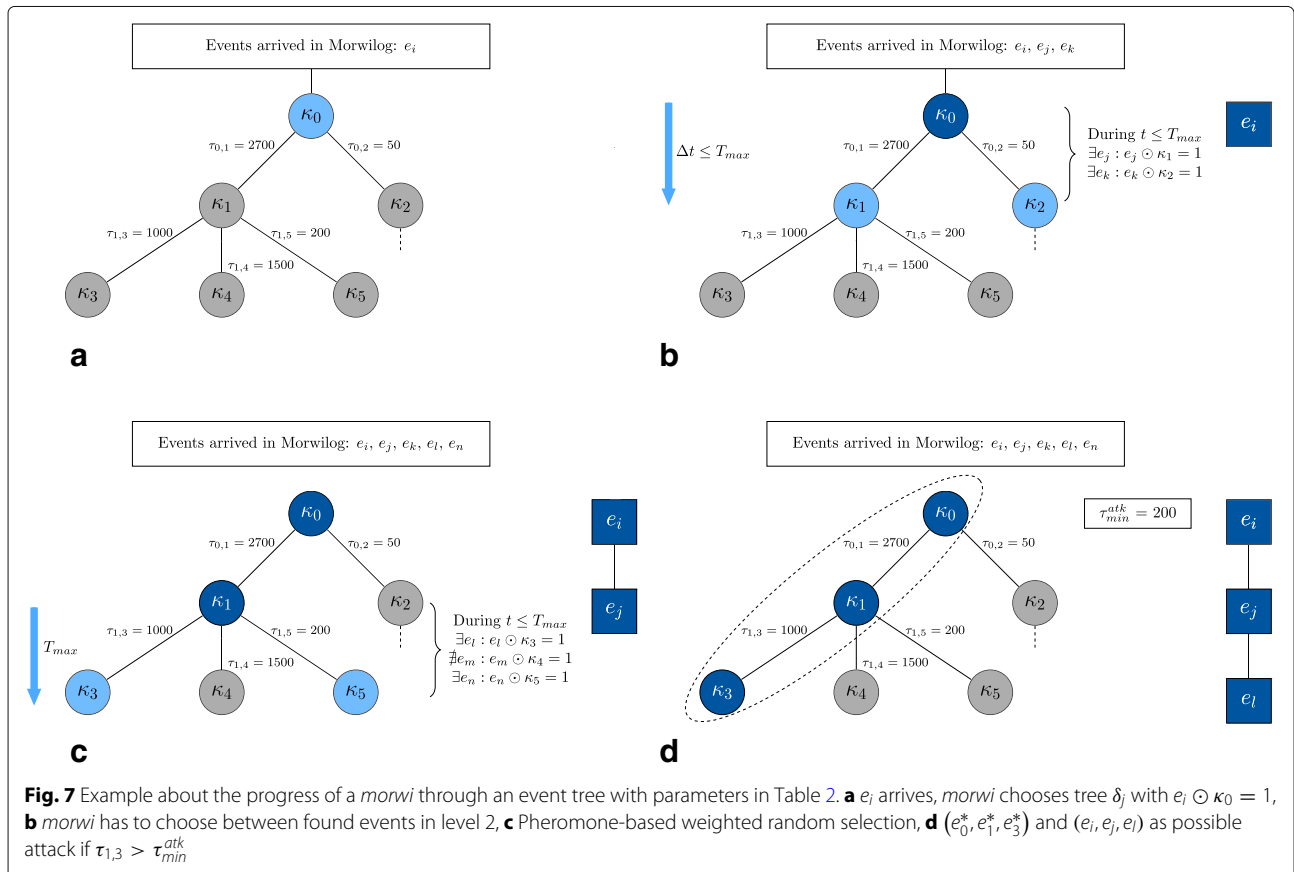 Events arrived in Morwilog: e_i
κ_0
τ_{0,1} = 2700
τ_{0,2} = 50
κ_1
κ_2
τ_{1,3} = 1000
τ_{1,5} = 200
τ_{1,4} = 1500
κ_3
κ_4
κ_5
a
Events arrived in Morwilog: e_i, e_j, e_k
κ_0
e_i
Δt ≤ T_{max}
τ_{0,1} = 2700
τ_{0,2} = 50
During t ≤ T_{max}
∃e_j : e_j ⊙ κ_1 = 1
∃e_k : e_k ⊙ κ_2 = 1
κ_1
κ_2
τ_{1,3} = 1000
τ_{1,5} = 200
τ_{1,4} = 1500
κ_3
κ_4
κ_5
b
Events arrived in Morwilog: e_i, e_j, e_k, e_l, e_n
κ_0
e_i
τ_{0,1} = 2700
τ_{0,2} = 50
κ_1
κ_2
e_j
T_{max}
τ_{1,3} = 1000
τ_{1,5} = 200
τ_{1,4} = 1500
During t ≤ T_{max}
∃e_l : e_l ⊙ κ_3 = 1
∄e_m : e_m ⊙ κ_4 = 1
∃e_n : e_n ⊙ κ_5 = 1
κ_3
κ_4
κ_5
c
Events arrived in Morwilog: e_i, e_j, e_k, e_l, e_n
κ_0
τ^{atk}_{min} = 200
e_i
τ_{0,1} = 2700
τ_{0,2} = 50
κ_1
κ_2
e_j
τ_{1,3} = 1000
τ_{1,5} = 200
τ_{1,4} = 1500
κ_3
κ_4
κ_5
e_l
d
Fig. 7 Example about the progress of a morwi through an event tree with parameters in Table 2. a e_i arrives, morwi chooses tree δ_j with e_i ⊙ κ_0 = 1,
b morwi has to choose between found events in level 2, c Pheromone-based weighted random selection, d (e^*_0, e^*_1, e^*_3) and (e_i, e_j, e_l) as possible
attack if τ_{1,3} > τ^{atk}_{min}